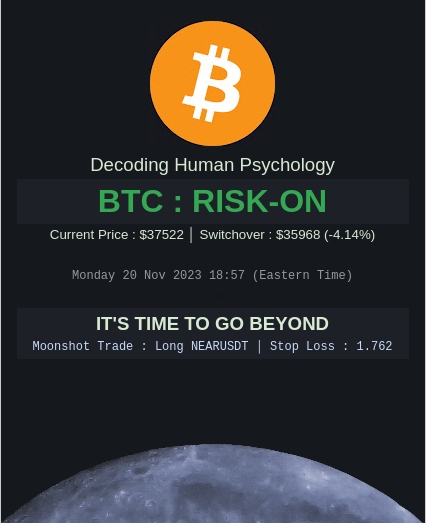 Decoding Human Psychology
BTC : RISK-ON
Current Price : $37522 | Switchover : $35968 (-4.14%)
Monday 20 Nov 2023 18:57 (Eastern Time)
IT'S TIME TO GO BEYOND
Moonshot Trade : Long NEARUSDT | Stop Loss : 1.762